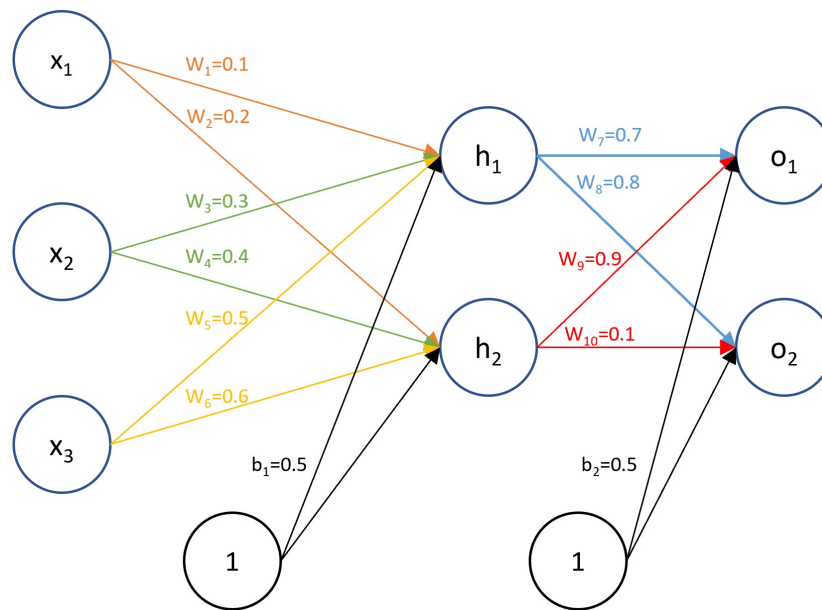 x₁
W₁=0.1
W₂=0.2
h₁
W₇=0.7
o₁
W₈=0.8
W₃=0.3
x₂
W₄=0.4
W₉=0.9
W₅=0.5
W₁₀=0.1
h₂
o₂
W₆=0.6
x₃
b₁=0.5
b₂=0.5
1
1